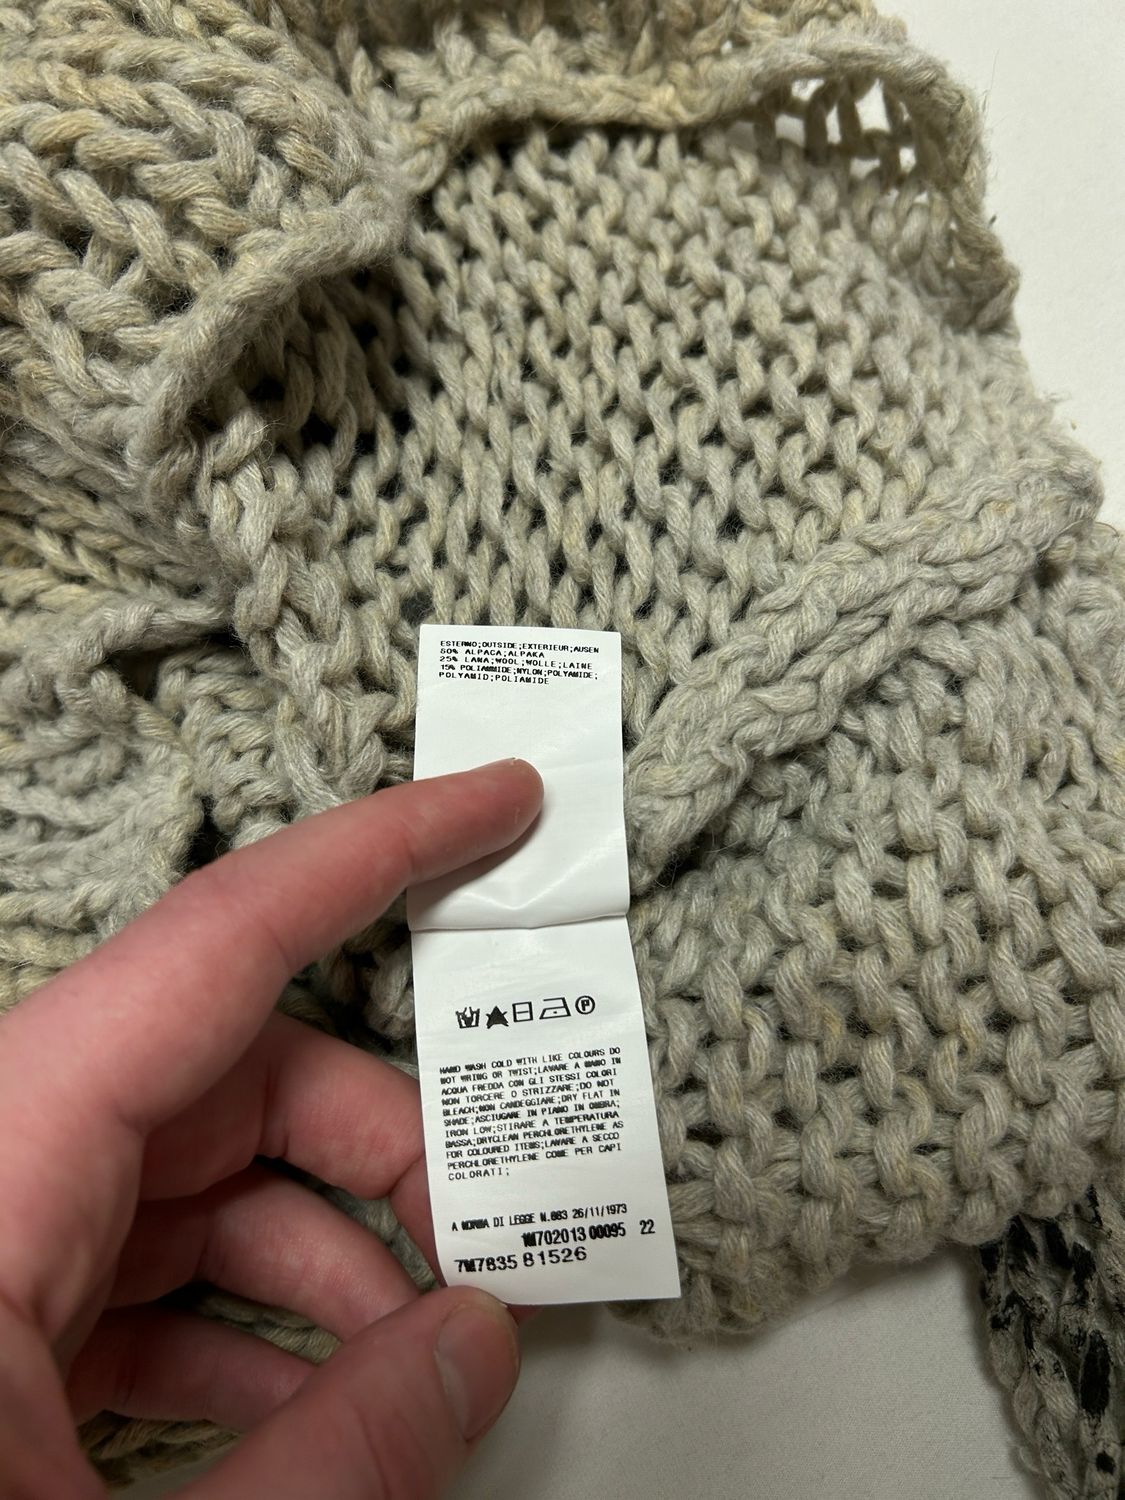 ESTERNO;OUTSIDE;EXTERIEUR;AUSEN
60% ALPACA;ALPAKA
25% LANA;WOOL;WOLLE;LAINE
15% POLIAMMIDE;NYLON;POLYAMIDE;
POLYAMID;POLIAMIDE
P
HAND WASH COLD WITH LIKE COLOURS DO
NOT WRING OR TWIST;LAVARE A MANO IN
ACQUA FREDDA CON GLI STESSI COLORI
NON TORCERE O STRIZZARE;DO NOT
BLEACH;NON CANDEGGIARE;DRY FLAT IN
SHADE;ASCIUGARE IN PIANO IN OMBRA;
IRON LOW;STIRARE A TEMPERATURA
BASSA;DRYCLEAN PERCHLORETHYLENE AS
FOR COLOURED ITEMS;LAVARE A SECCO
PERCHLORETHYLENE COME PER CAPI
COLORATI;
A NORMA DI LEGGE N.883 26/11/1973
1M702013 00095 22
7M7835 81526